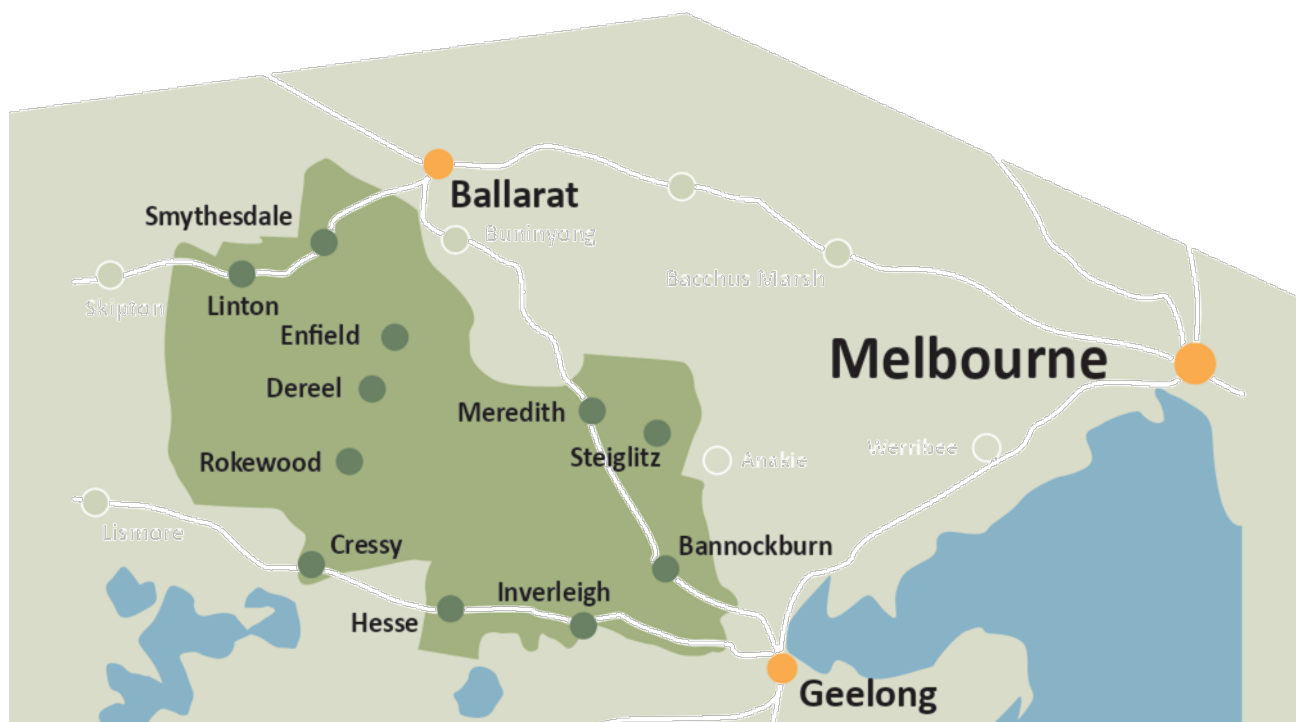 Ballarat
Smythesdale
Buninyong
Bacchus Marsh
Skipton
Linton
Enfield
Melbourne
Dereel
Meredith
Werribee
Steiglitz
Anakie
Rokewood
Lismore
Cressy
Bannockburn
Inverleigh
Hesse
Geelong